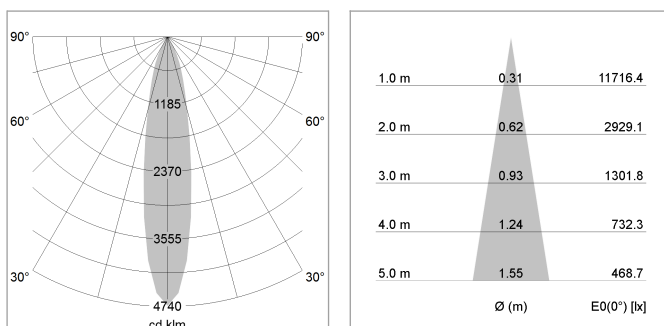 90° 90°
1185
60° 60°
2370
3555
30° 30°
4740
cd klm
1.0 m 0.31 11716.4
2.0 m 0.62 2929.1
3.0 m 0.93 1301.8
4.0 m 1.24 732.3
5.0 m 1.55 468.7
Ø (m) E0(0°) [lx]